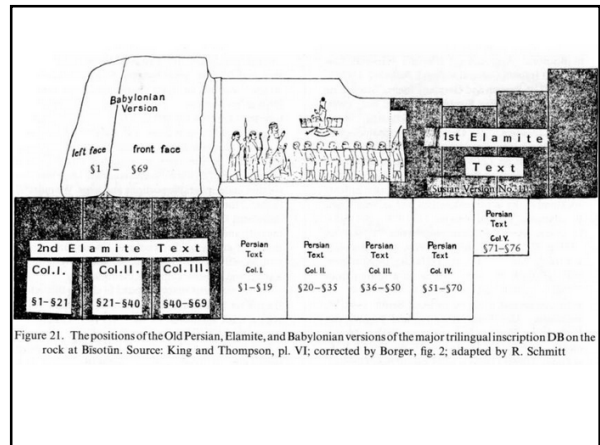 Babylonian
Version
left face
front face
§1 – §69
1st Elamite
Text
(Susian Version No.
2nd Elamite Text
Col.I.
§1-§21
Col.II.
§21-§40
Col.III.
§40-§69
Persian
Text
Col. I.
§1-§19
Persian
Text
Col. II.
§20-§35
Persian
Text
Col. III.
§36-§50
Persian
Text
Col. IV.
§51-§70
Persian
Text
Col. V.
§71-§76
Figure 21. The positions of the Old Persian, Elamite, and Babylonian versions of the major trilingual inscription DB on the
rock at Bīsotūn. Source: King and Thompson, pl. VI; corrected by Borger, fig. 2; adapted by R. Schmitt